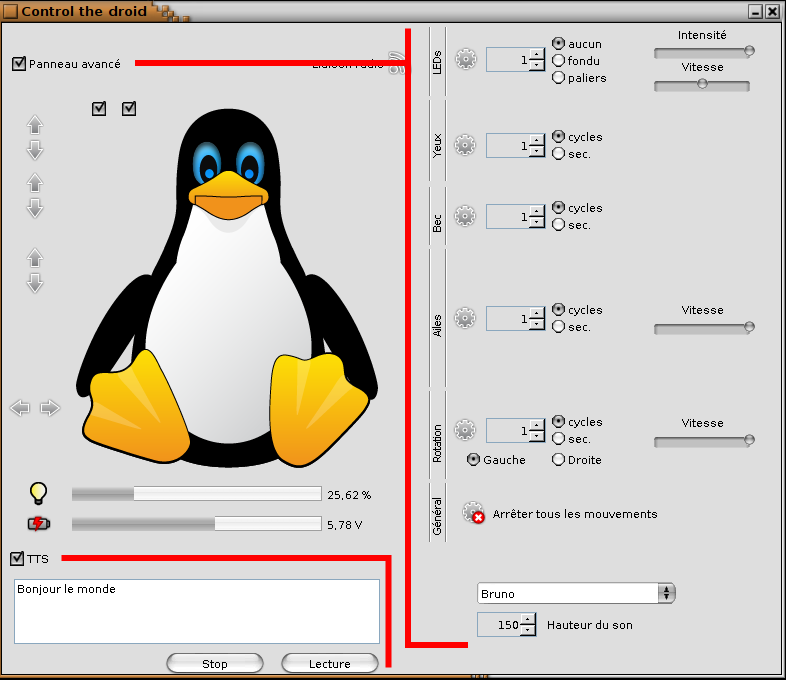 Control the droid
Panneau avancé
Liaison radio
25,62 %
5,78 V
TTS
Bonjour le monde
Stop
Lecture
LEDs
1
aucun
fondu
paliers
Intensité
Vitesse
Yeux
1
cycles
sec.
Bec
1
cycles
sec.
Ailes
1
cycles
sec.
Vitesse
Rotation
1
cycles
sec.
Vitesse
Gauche
Droite
Général
Arrêter tous les mouvements
Bruno
150
Hauteur du son